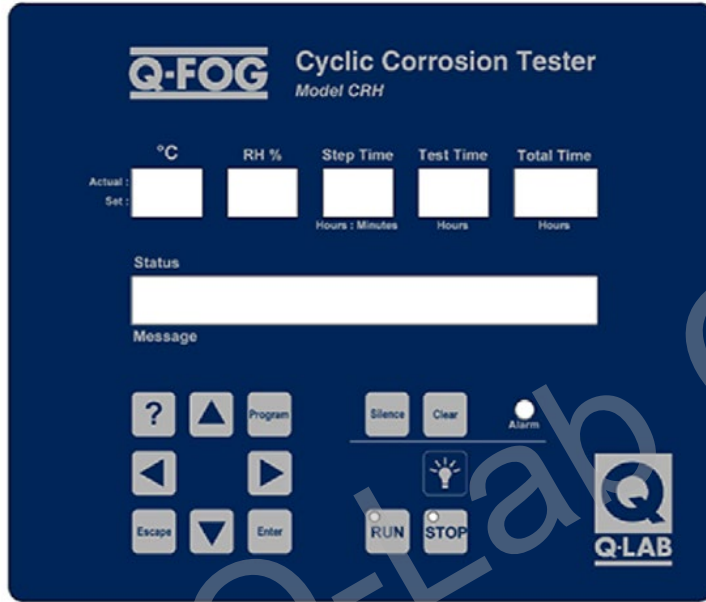 Q-FOG
Cyclic Corrosion Tester
Model CRH
°C
RH %
Step Time
Test Time
Total Time
Actual :
Set :
Hours : Minutes
Hours
Hours
Status
Message
?
Program
Silence
Clear
Alarm
Escape
Enter
RUN
STOP
Q-LAB
Q-Lab C